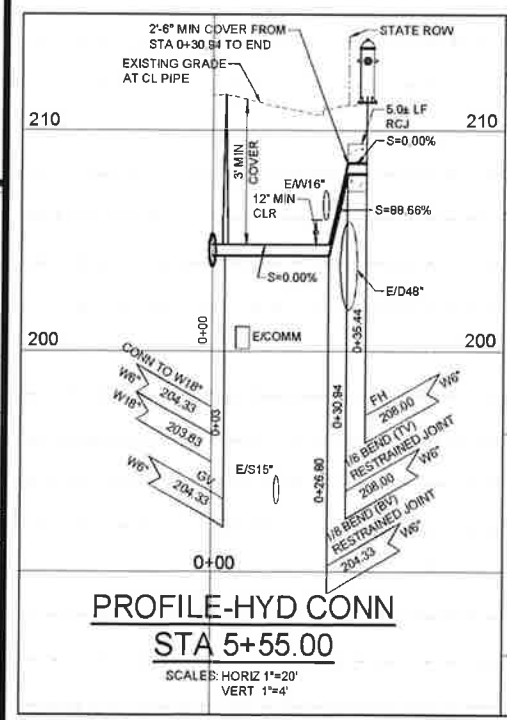 2'-6" MIN COVER FROM
STA 0+30.94 TO END
STATE ROW
EXISTING GRADE
AT CL PIPE
210
210
5.0± LF
RCJ
S=0.00%
3' MIN
COVER
E/W16"
12" MIN
CLR
S=88.66%
S=0.00%
E/D48"
0+00
E/COMM
0+35.44
200
200
CONN TO W18"
W6"
204.33
W18"
203.83
0+03
GV
W6"
204.33
E/S15"
0+30.94
0+26.80
FH
208.00
W6"
1/8 BEND (TV)
RESTRAINED JOINT
208.00
W6"
1/8 BEND (BV)
RESTRAINED JOINT
204.33
W6"
0+00
PROFILE-HYD CONN
STA 5+55.00
SCALES: HORIZ 1"=20'
VERT 1"=4'